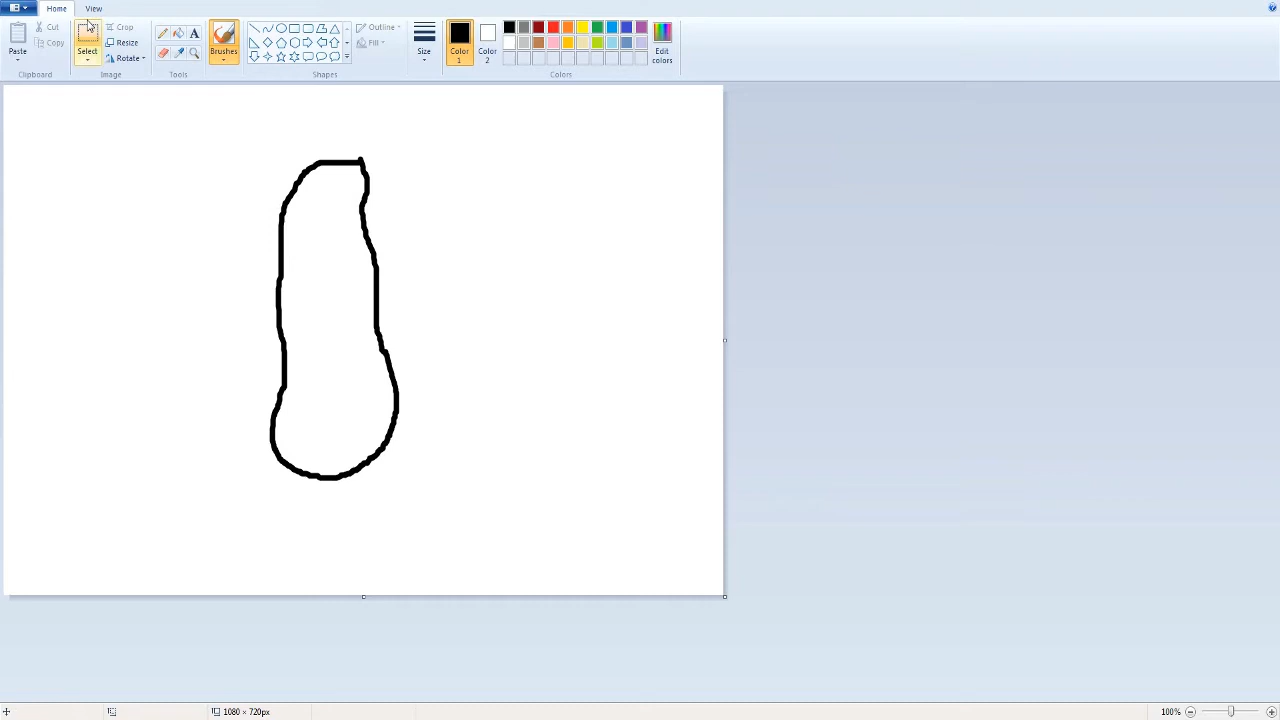 Home View
Paste Cut Copy Select Crop Resize Rotate Brushes Outline Fill Size Color 1 Color 2 Edit colors
Clipboard Image Tools Shapes Colors
1080 × 720px 100%